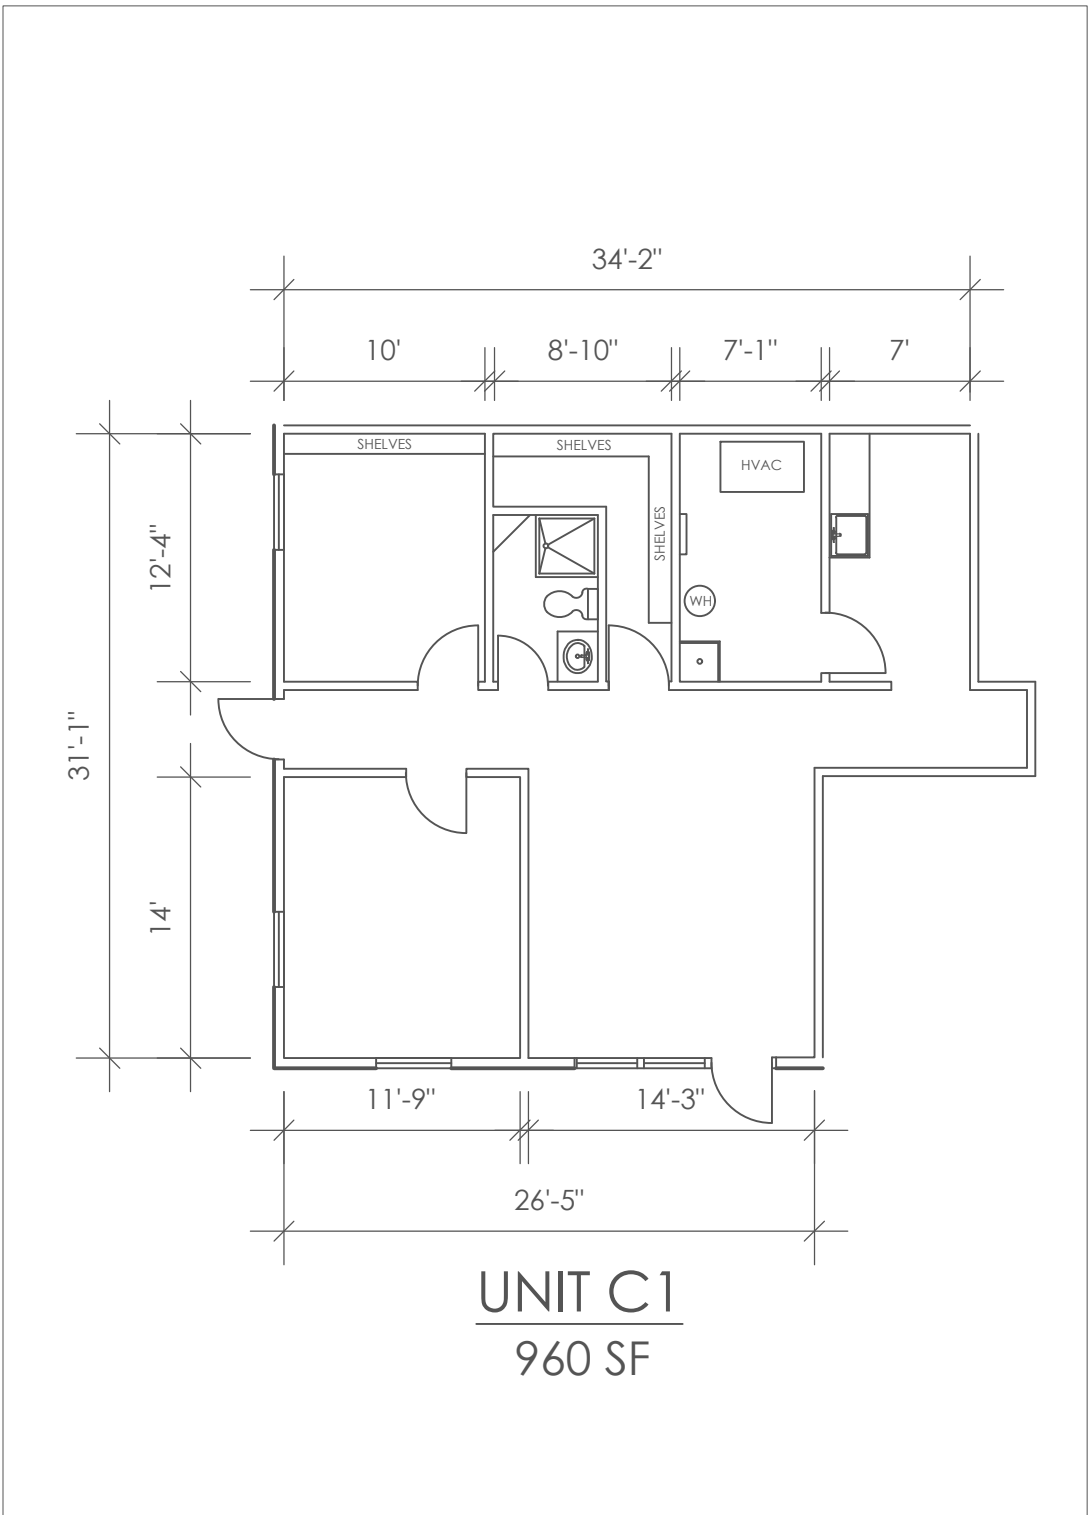 34'-2"
10'
8'-10"
7'-1"
7'
SHELVES
SHELVES
HVAC
SHELVES
12'-4"
WH
31'-1"
14'
11'-9"
14'-3"
26'-5"
UNIT C1
960 SF